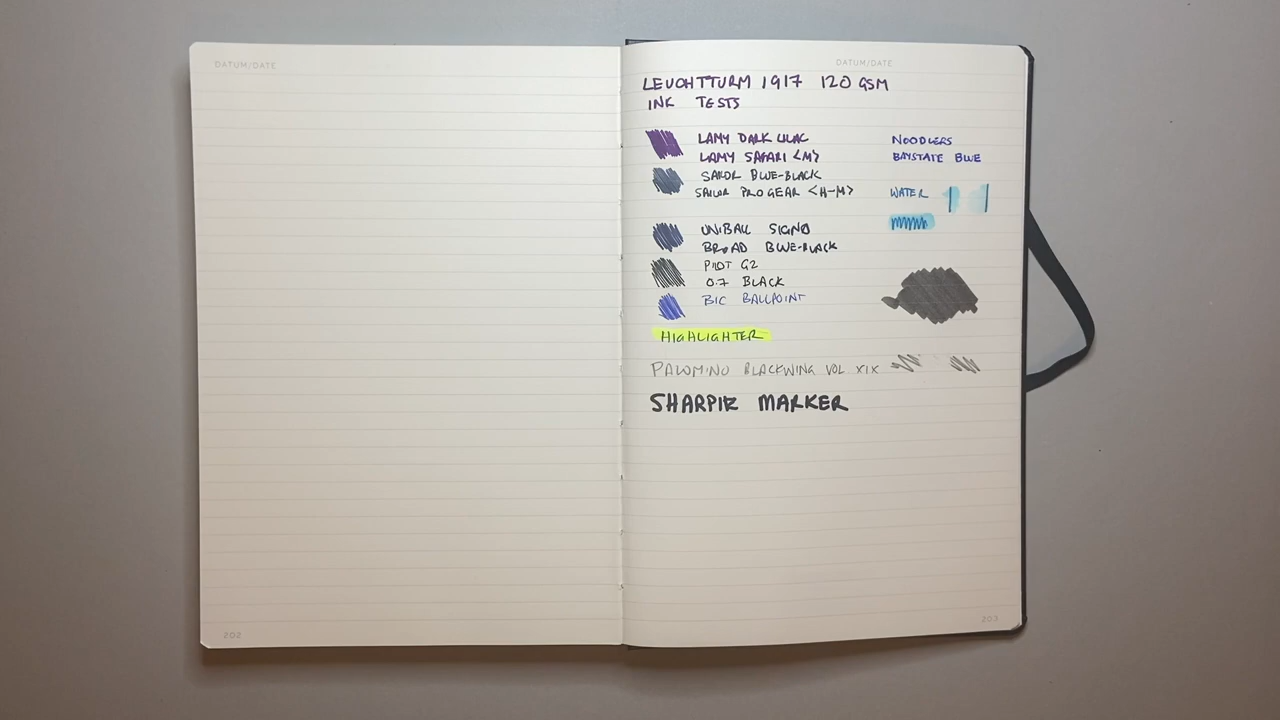 DATUM/DATE
202
DATUM/DATE
LEUCHTTURM 1917 120 GSM
INK TESTS
LAMY DARK LILAC
LAMY SAFARI <M>
SAILOR BLUE-BLACK
SAILOR PRO GEAR <H-M>
NOODLERS
BAYSTATE BLUE
WATER
UNIBALL SIGNO
BROAD BLUE-BLACK
PILOT G2
0.7 BLACK
BIC BALLPOINT
HIGHLIGHTER
PALOMINO BLACKWING VOL XIX
SHARPIE MARKER
203